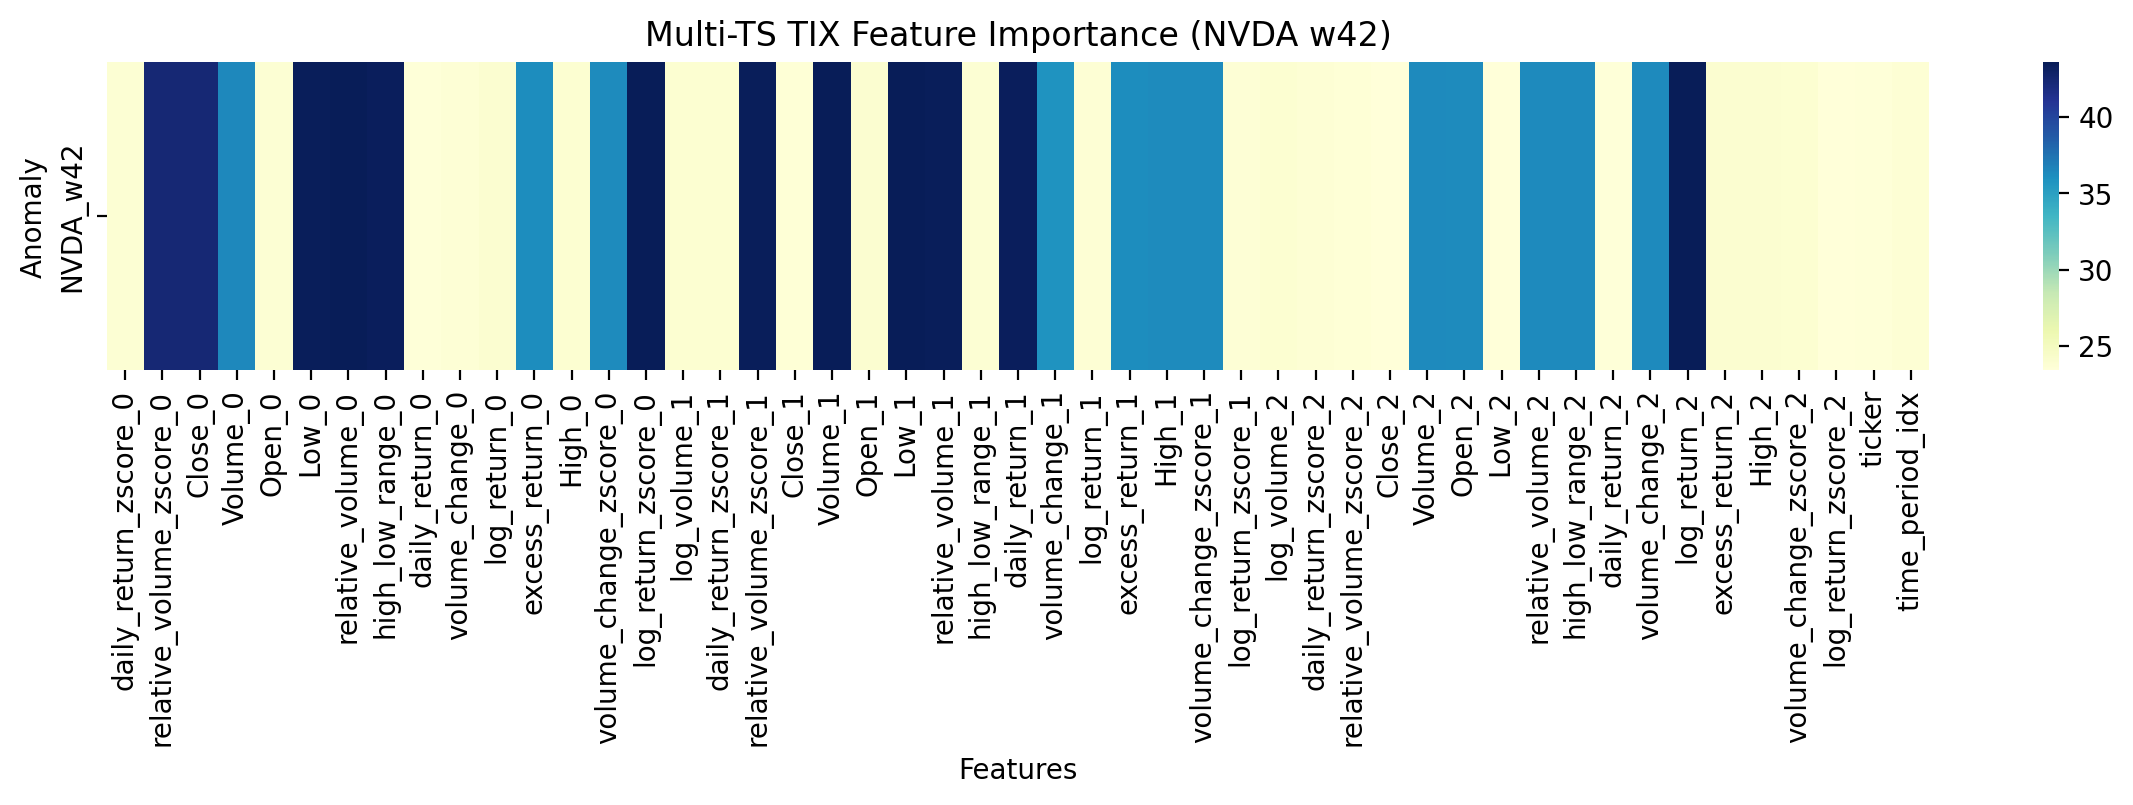 Multi-TS TIX Feature Importance (NVDA w42)
Anomaly
NVDA_w42
40
35
30
25
daily_return_zscore_0
relative_volume_zscore_0
Close_0
Volume_0
Open_0
Low_0
relative_volume_0
high_low_range_0
daily_return_0
volume_change_0
log_return_0
excess_return_0
High_0
volume_change_zscore_0
log_return_zscore_0
log_volume_1
daily_return_zscore_1
relative_volume_zscore_1
Close_1
Volume_1
Open_1
Low_1
relative_volume_1
high_low_range_1
daily_return_1
volume_change_1
log_return_1
excess_return_1
High_1
volume_change_zscore_1
log_return_zscore_1
log_volume_2
daily_return_zscore_2
relative_volume_zscore_2
Close_2
Volume_2
Open_2
Low_2
relative_volume_2
high_low_range_2
daily_return_2
volume_change_2
log_return_2
excess_return_2
High_2
volume_change_zscore_2
log_return_zscore_2
ticker
time_period_idx
Features